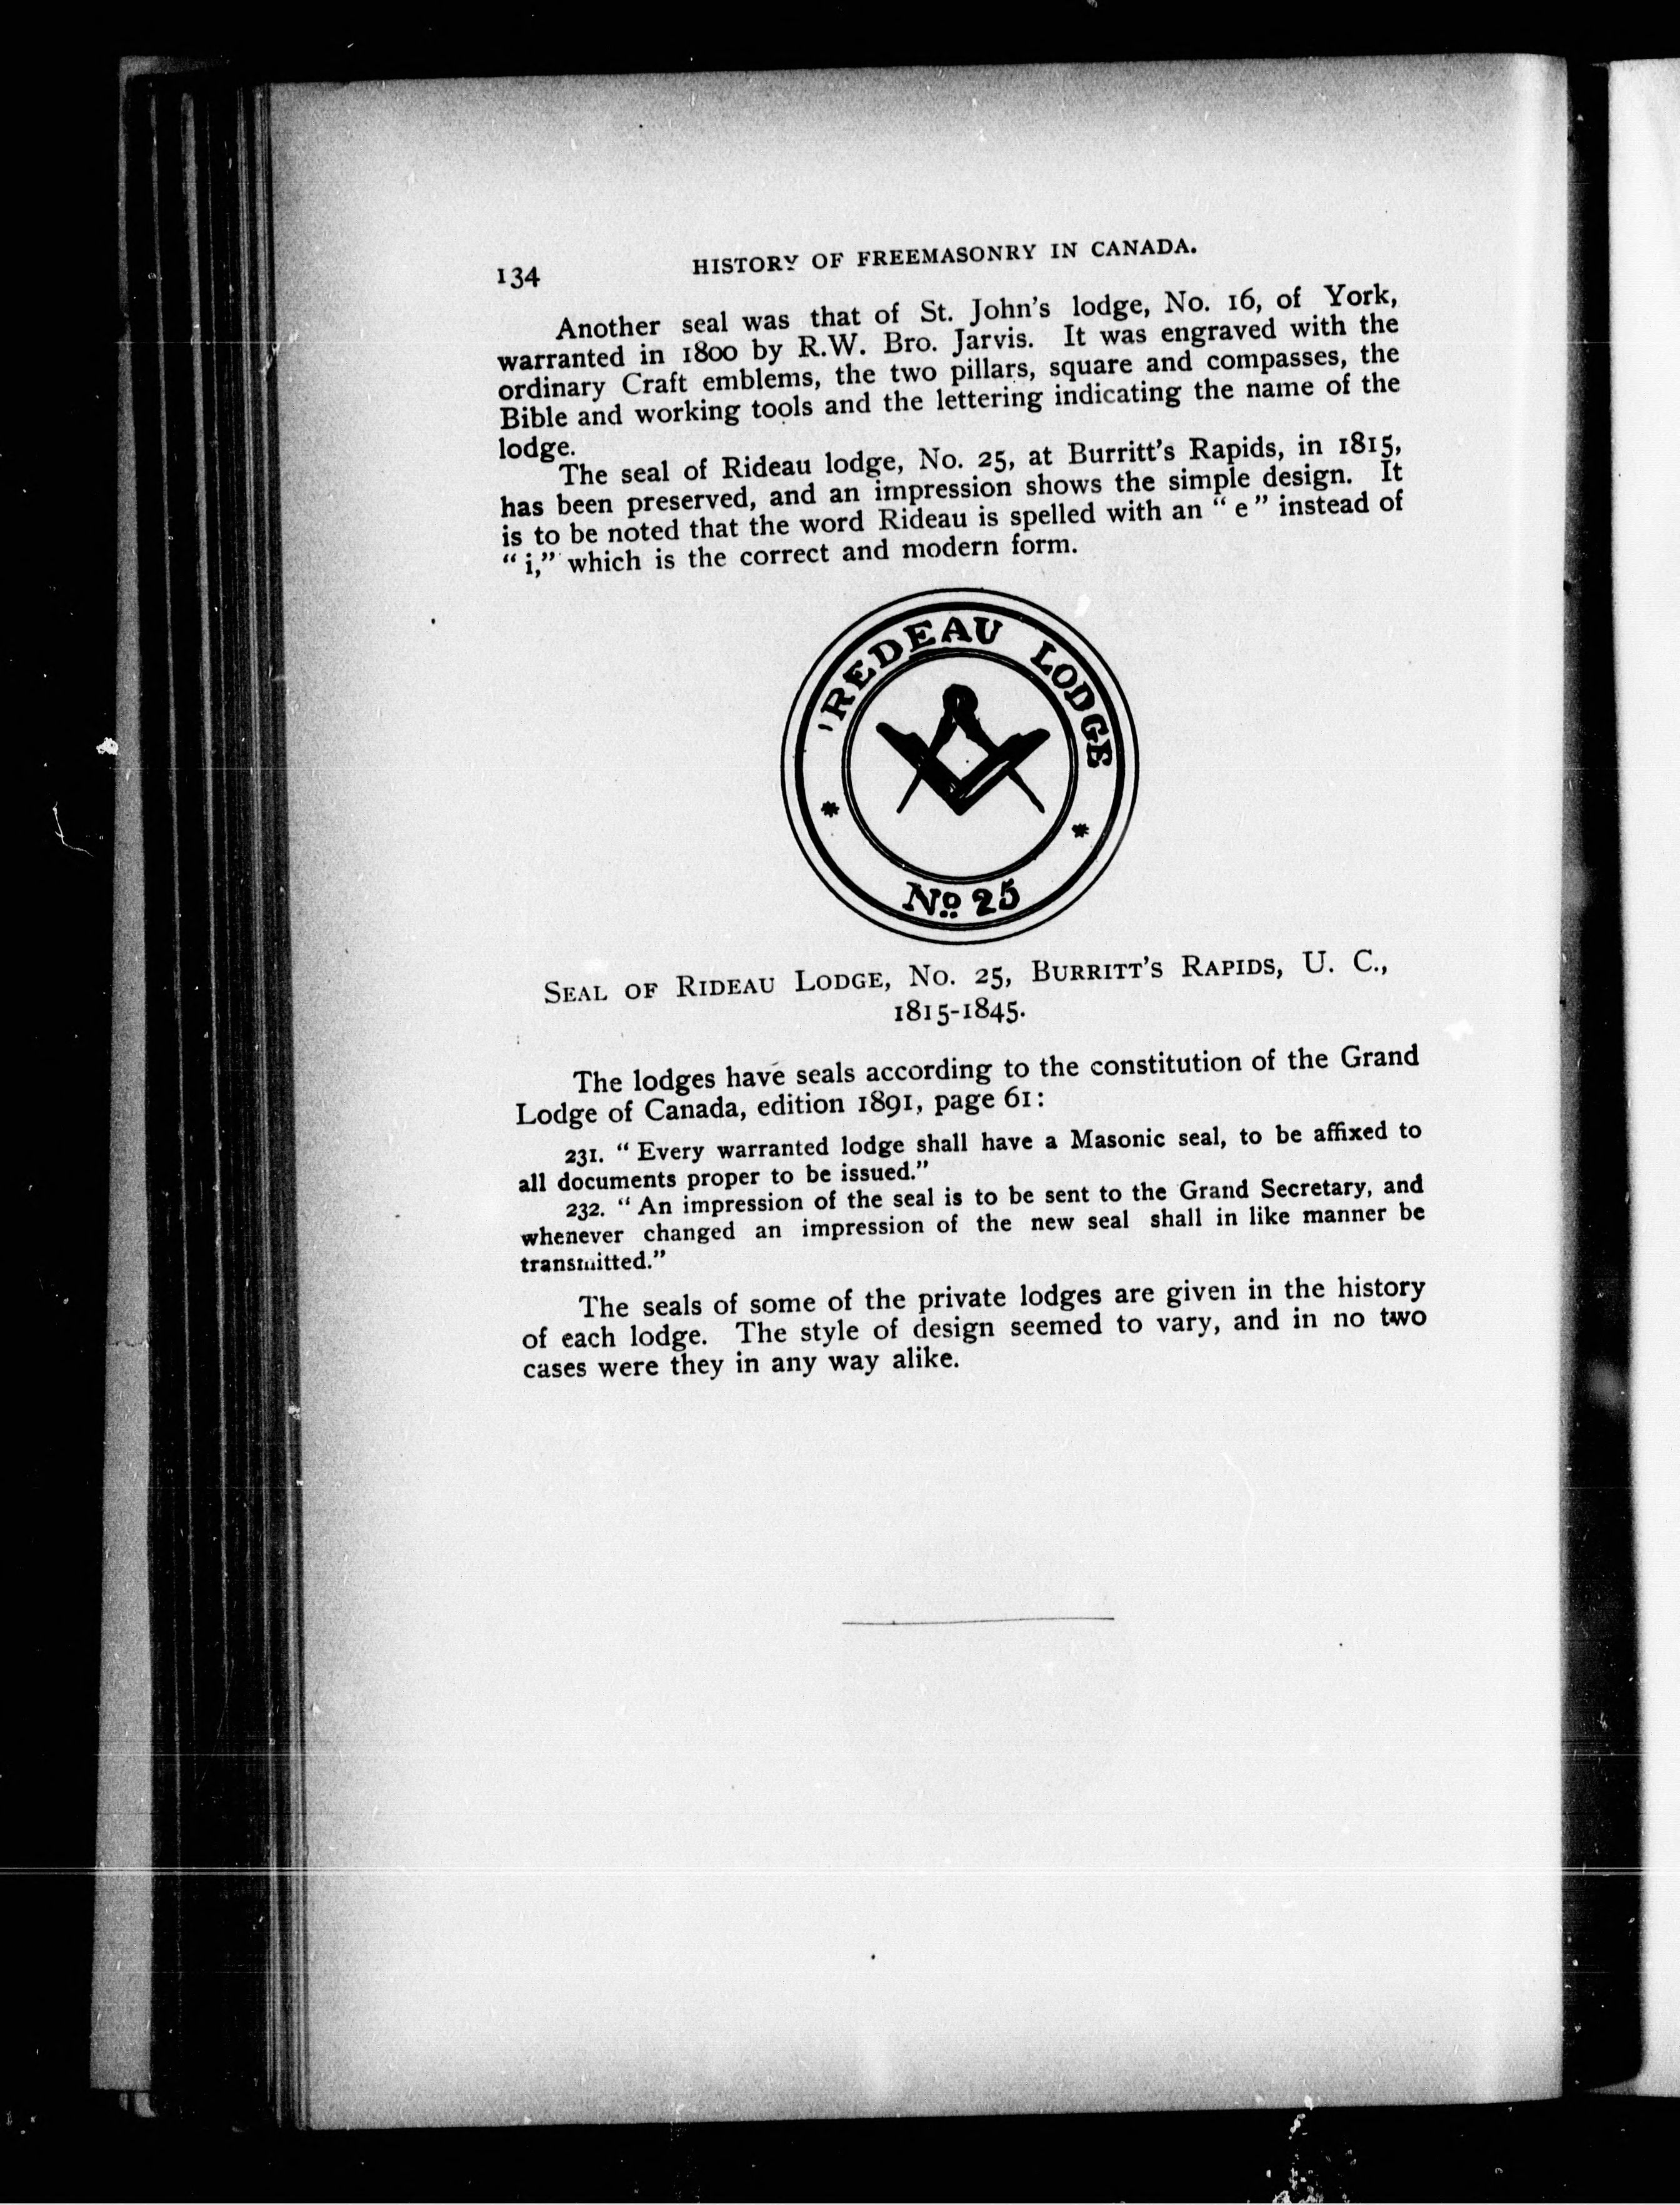 134
HISTORY OF FREEMASONRY IN CANADA.
Another seal was that of St. John's lodge, No. 16, of York,
warranted in 1800 by R.W. Bro. Jarvis. It was engraved with the
ordinary Craft emblems, the two pillars, square and compasses, the
Bible and working tools and the lettering indicating the name of the
lodge.
The seal of Rideau lodge, No. 25, at Burritt's Rapids, in 1815,
has been preserved, and an impression shows the simple design. It
is to be noted that the word Rideau is spelled with an " e " instead of
" i," which is the correct and modern form.
REDEAU LODGE
* *
No 25
SEAL OF RIDEAU LODGE, NO. 25, BURRITT'S RAPIDS, U. C.,
1815-1845.
The lodges have seals according to the constitution of the Grand
Lodge of Canada, edition 1891, page 61:
231. " Every warranted lodge shall have a Masonic seal, to be affixed to
all documents proper to be issued."
232. " An impression of the seal is to be sent to the Grand Secretary, and
whenever changed an impression of the new seal shall in like manner be
transmitted."
The seals of some of the private lodges are given in the history
of each lodge. The style of design seemed to vary, and in no two
cases were they in any way alike.